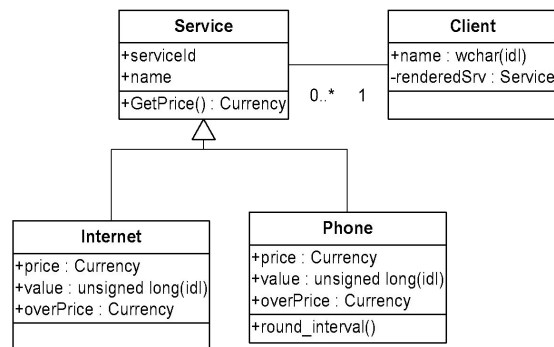 Service
+serviceId
+name
+GetPrice() : Currency
Client
+name : wchar(idl)
-renderedSrv : Service
0..* 1
Internet
+price : Currency
+value : unsigned long(idl)
+overPrice : Currency
Phone
+price : Currency
+value : unsigned long(idl)
+overPrice : Currency
+round_interval()